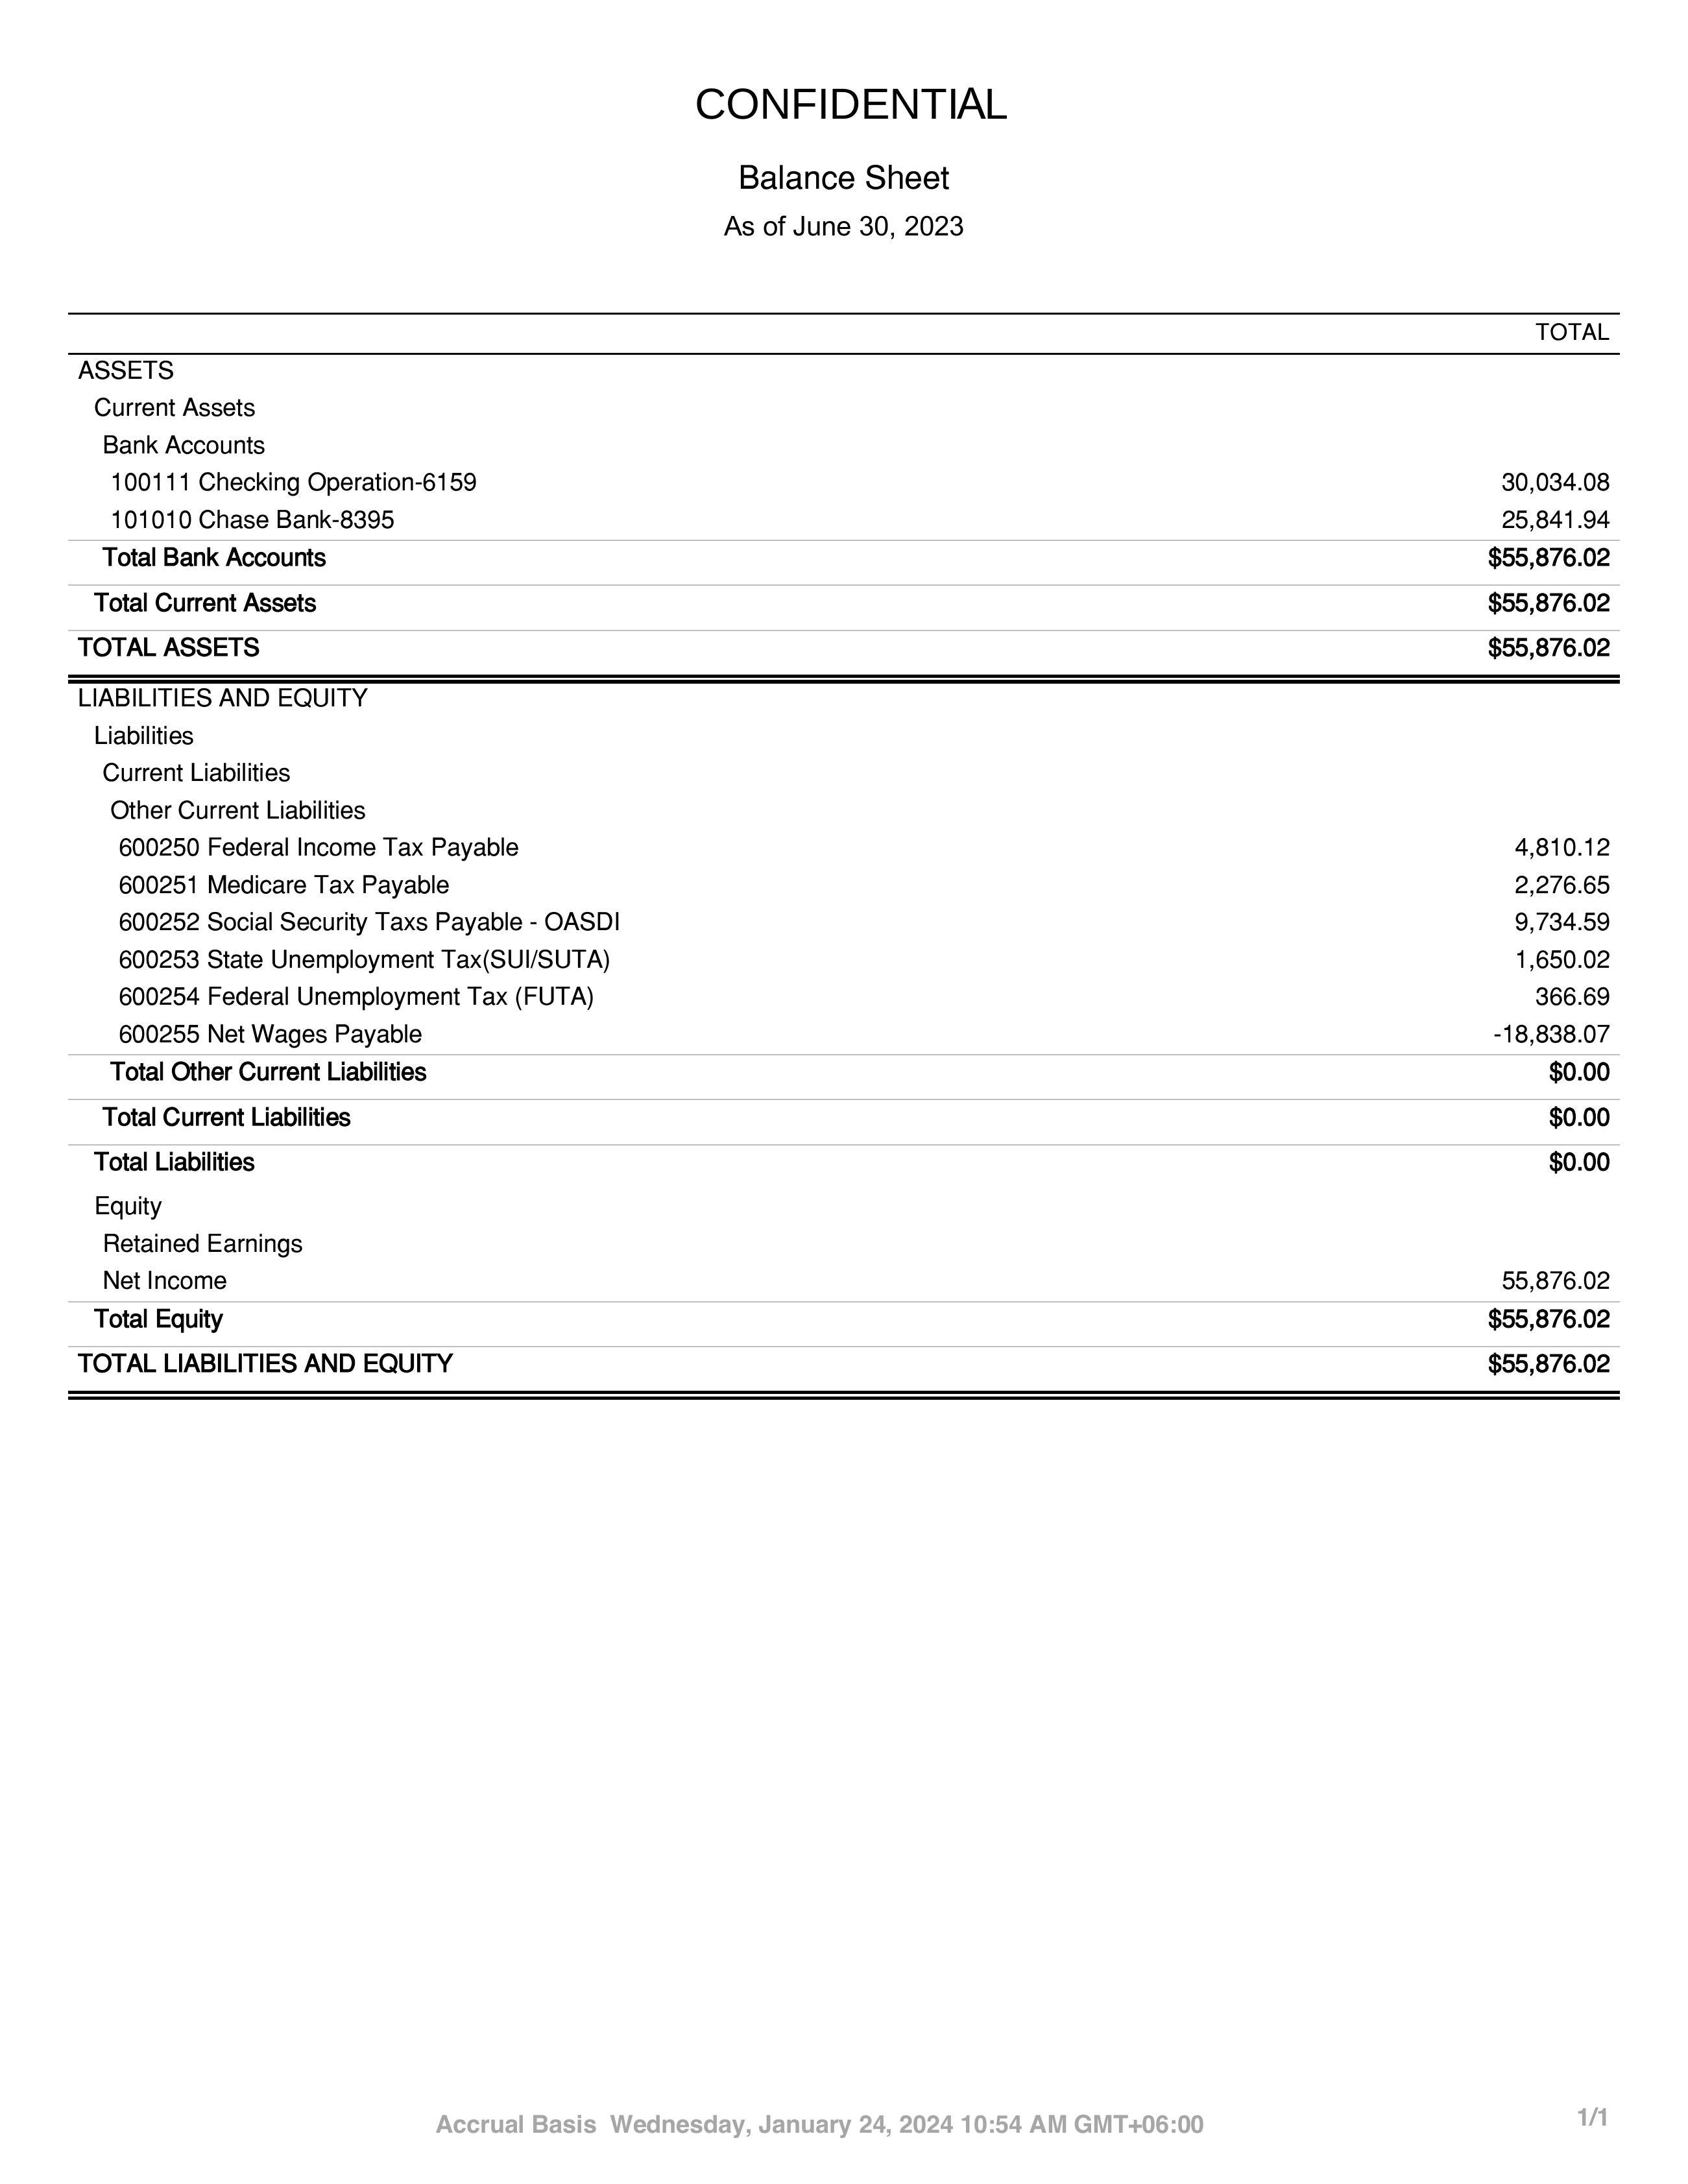 CONFIDENTIAL
Balance Sheet
As of June 30, 2023
TOTAL
ASSETS
Current Assets
Bank Accounts
100111 Checking Operation-6159 30,034.08
101010 Chase Bank-8395 25,841.94
Total Bank Accounts $55,876.02
Total Current Assets $55,876.02
TOTAL ASSETS $55,876.02
LIABILITIES AND EQUITY
Liabilities
Current Liabilities
Other Current Liabilities
600250 Federal Income Tax Payable 4,810.12
600251 Medicare Tax Payable 2,276.65
600252 Social Security Taxs Payable - OASDI 9,734.59
600253 State Unemployment Tax(SUI/SUTA) 1,650.02
600254 Federal Unemployment Tax (FUTA) 366.69
600255 Net Wages Payable -18,838.07
Total Other Current Liabilities $0.00
Total Current Liabilities $0.00
Total Liabilities $0.00
Equity
Retained Earnings
Net Income 55,876.02
Total Equity $55,876.02
TOTAL LIABILITIES AND EQUITY $55,876.02
Accrual Basis  Wednesday, January 24, 2024 10:54 AM GMT+06:00 1/1